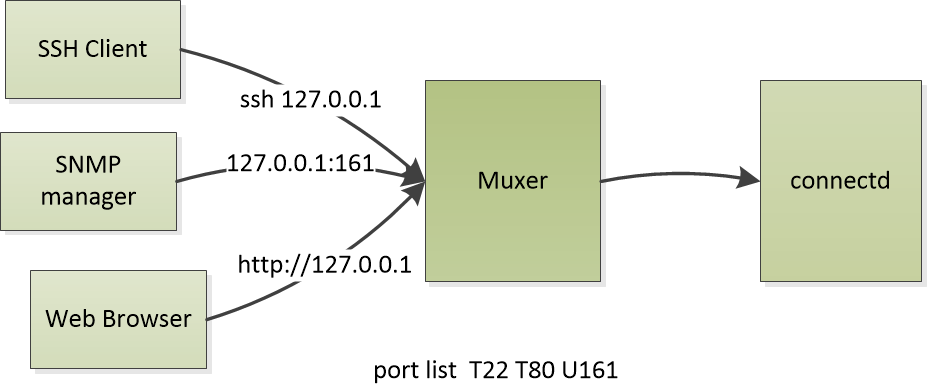 SSH Client
ssh 127.0.0.1
SNMP
manager
127.0.0.1:161
Muxer
connectd
http://127.0.0.1
Web Browser
port list  T22 T80 U161